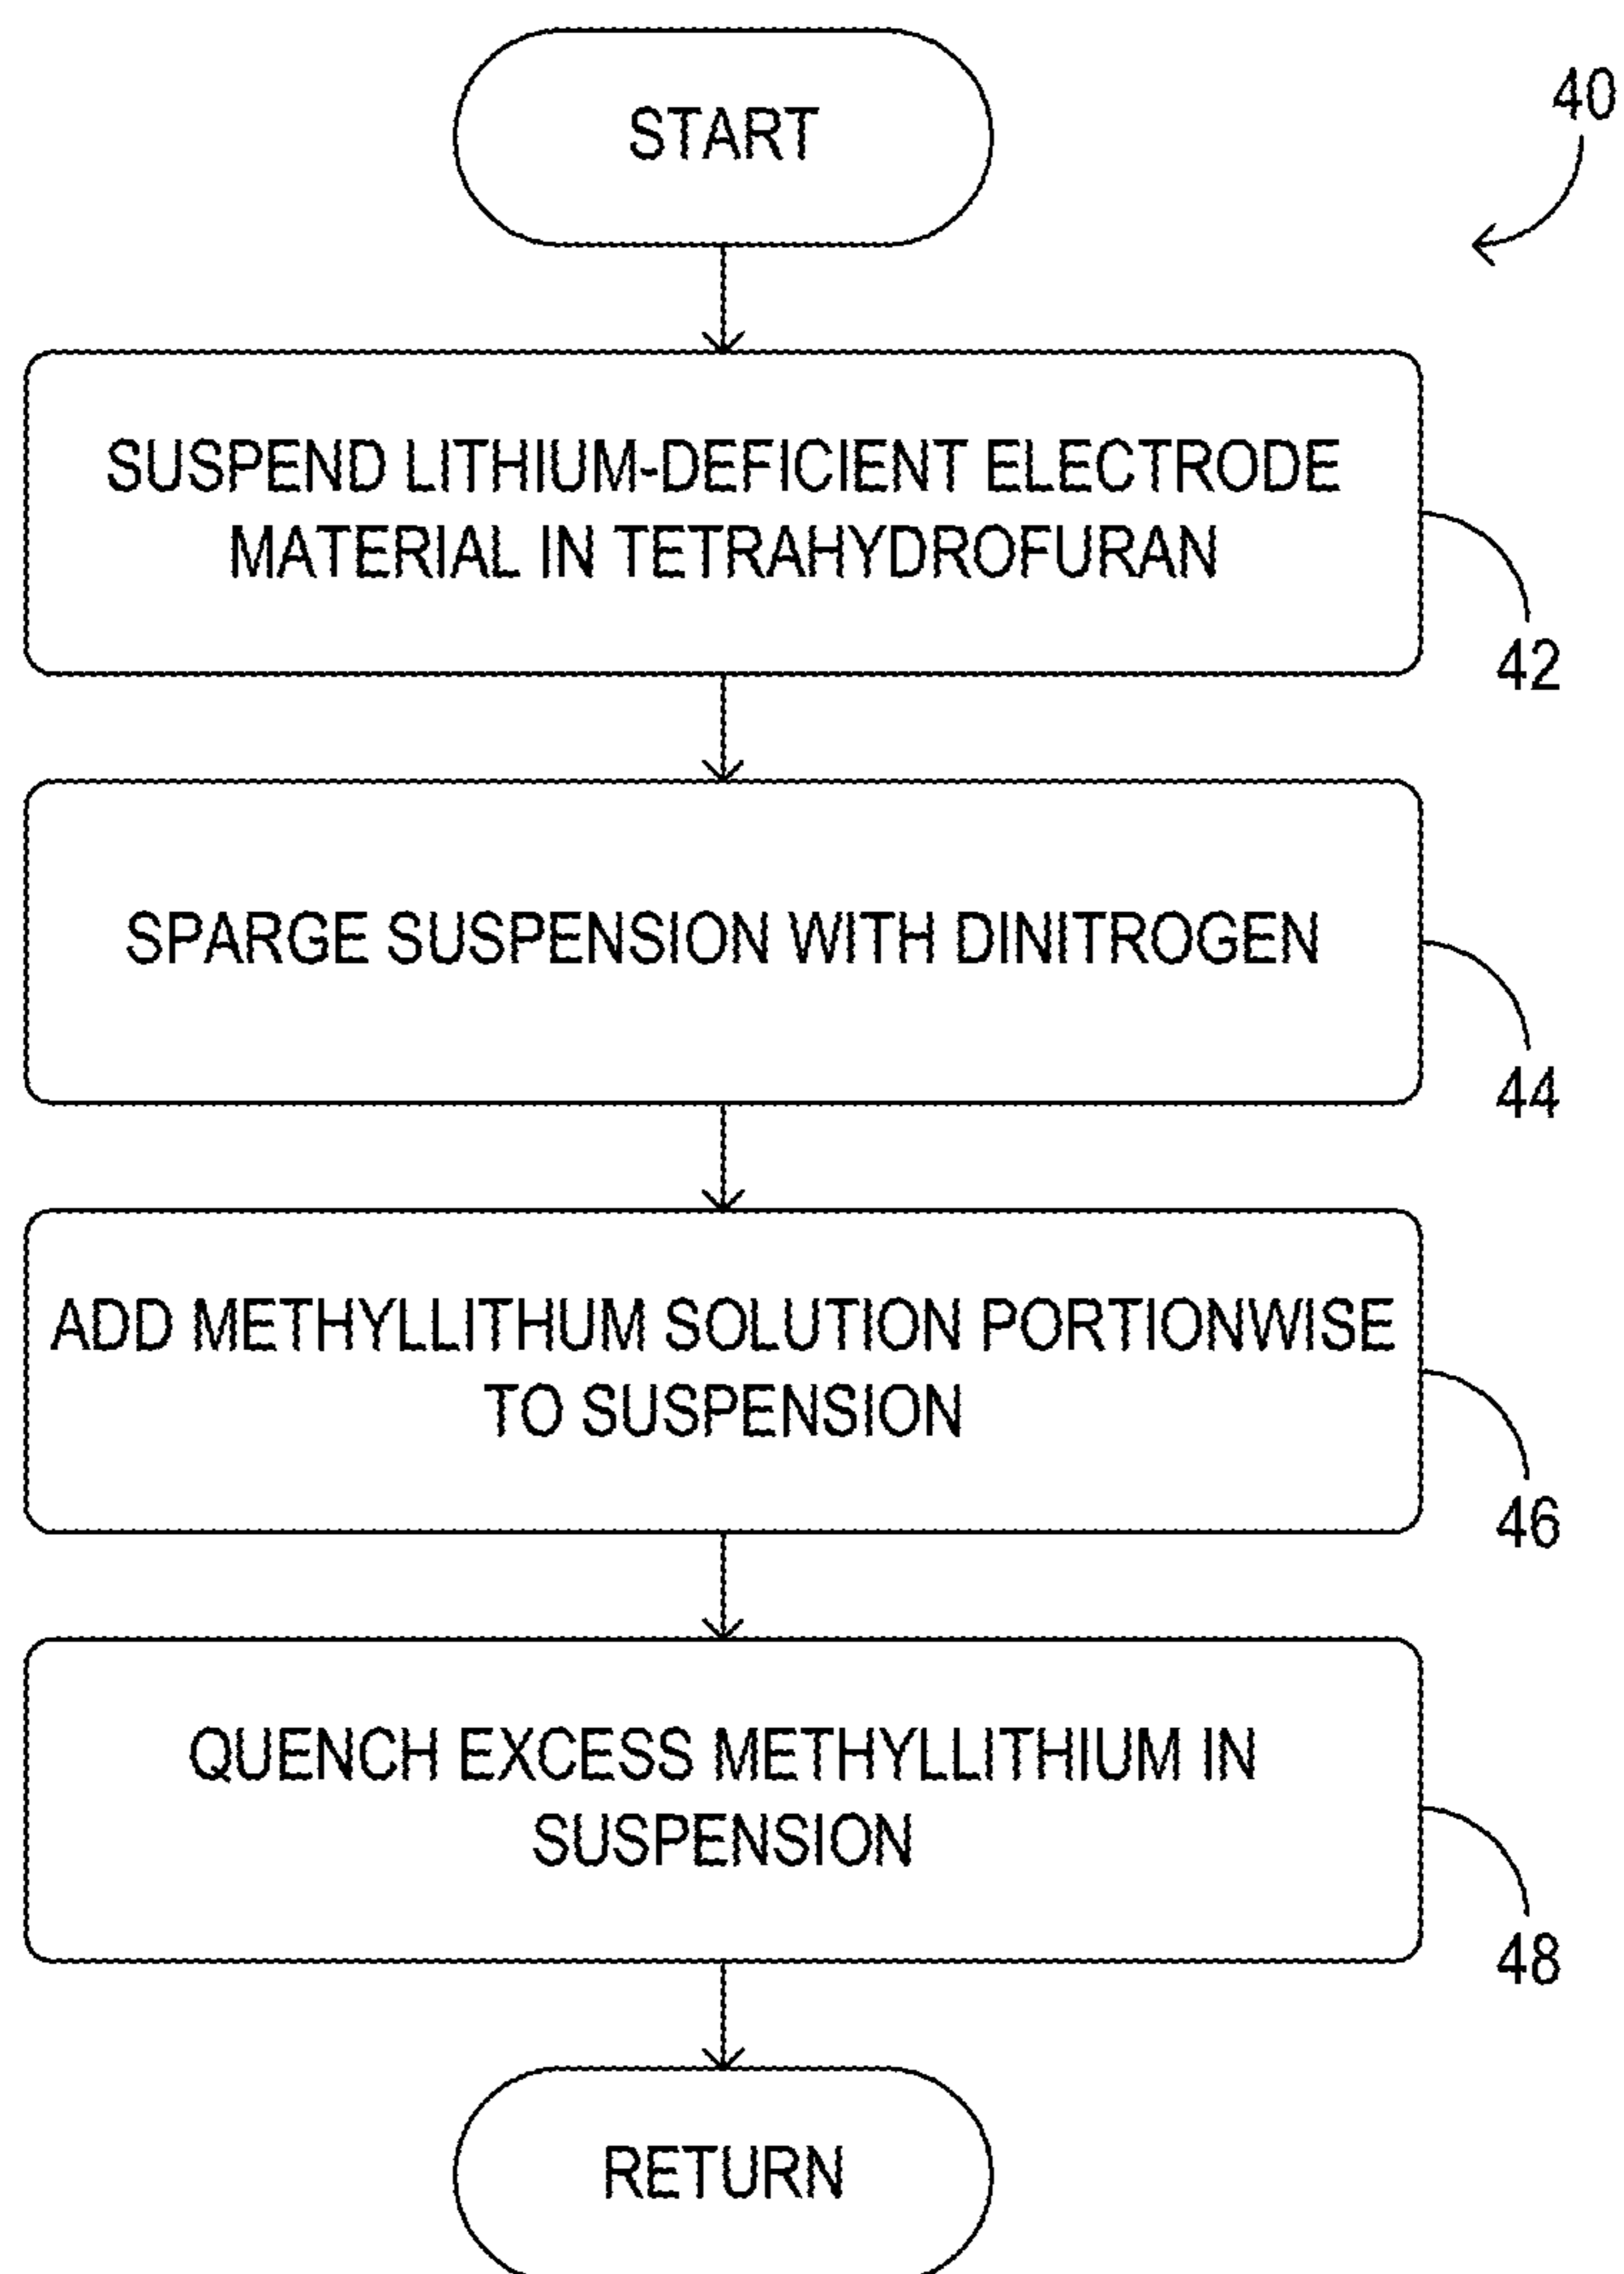 START
40
SUSPEND LITHIUM-DEFICIENT ELECTRODE
MATERIAL IN TETRAHYDROFURAN
42
SPARGE SUSPENSION WITH DINITROGEN
44
ADD METHYLLITHUM SOLUTION PORTIONWISE
TO SUSPENSION
46
QUENCH EXCESS METHYLLITHIUM IN
SUSPENSION
48
RETURN